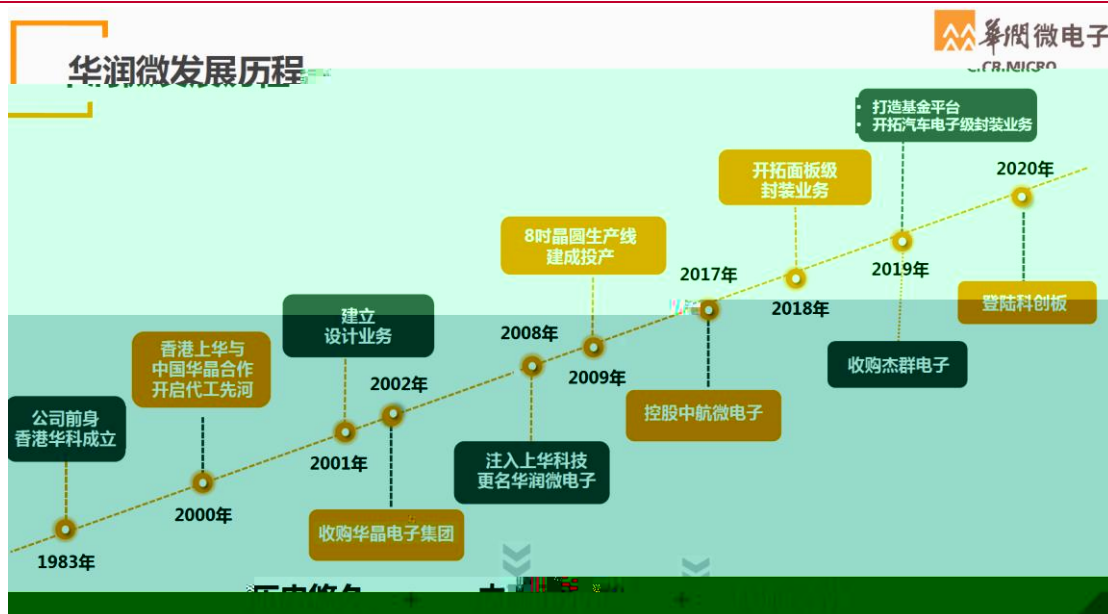 华润微发展历程
華潤微电子
CR.MICRO
打造基金平台
开拓汽车电子级封装业务
2020年
开拓面板级
封装业务
8吋晶圆生产线
建成投产
2017年
2019年
2018年
登陆科创板
建立
设计业务
2008年
香港上华与
中国华晶合作
开启代工先河
收购杰群电子
2002年
2009年
控股中航微电子
公司前身
香港华科成立
2001年
注入上华科技
更名华润微电子
2000年
收购华晶电子集团
1983年